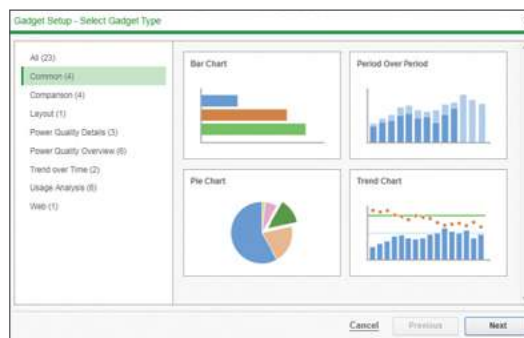 Gadget Setup - Select Gadget Type
All (23)
Common (4)
Comparison (4)
Layout (1)
Power Quality Details (3)
Power Quality Overview (6)
Trend over Time (2)
Usage Analysis (6)
Web (1)
Bar Chart
Period Over Period
Pie Chart
Trend Chart
Cancel
Previous
Next